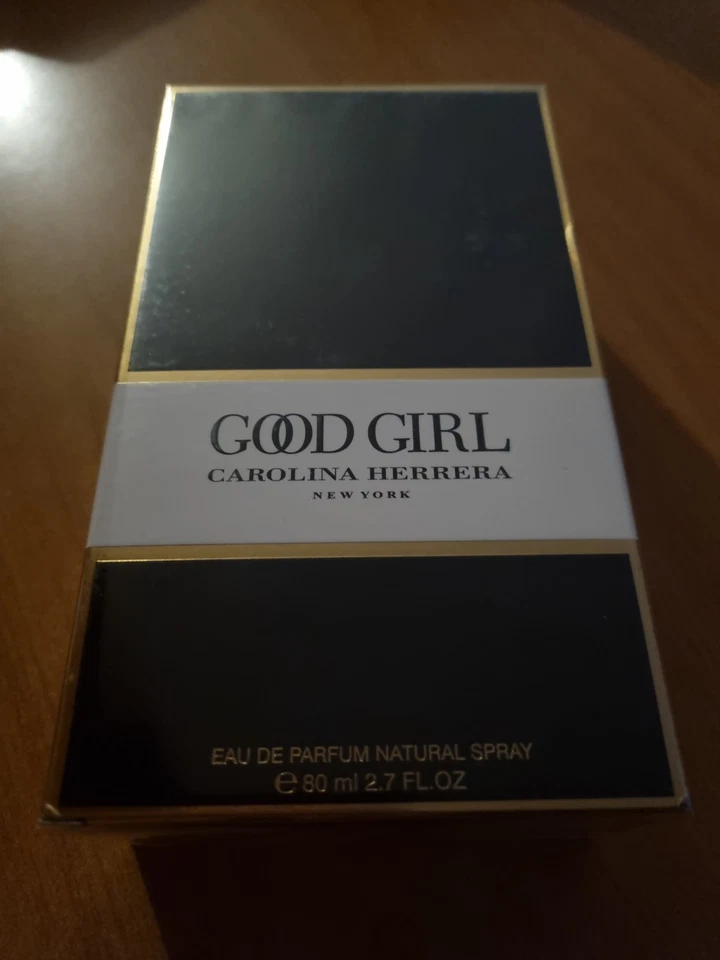 GOOD GIRL
CAROLINA HERRERA
NEW YORK
EAU DE PARFUM NATURAL SPRAY
℮ 80 ml 2.7 FL.OZ